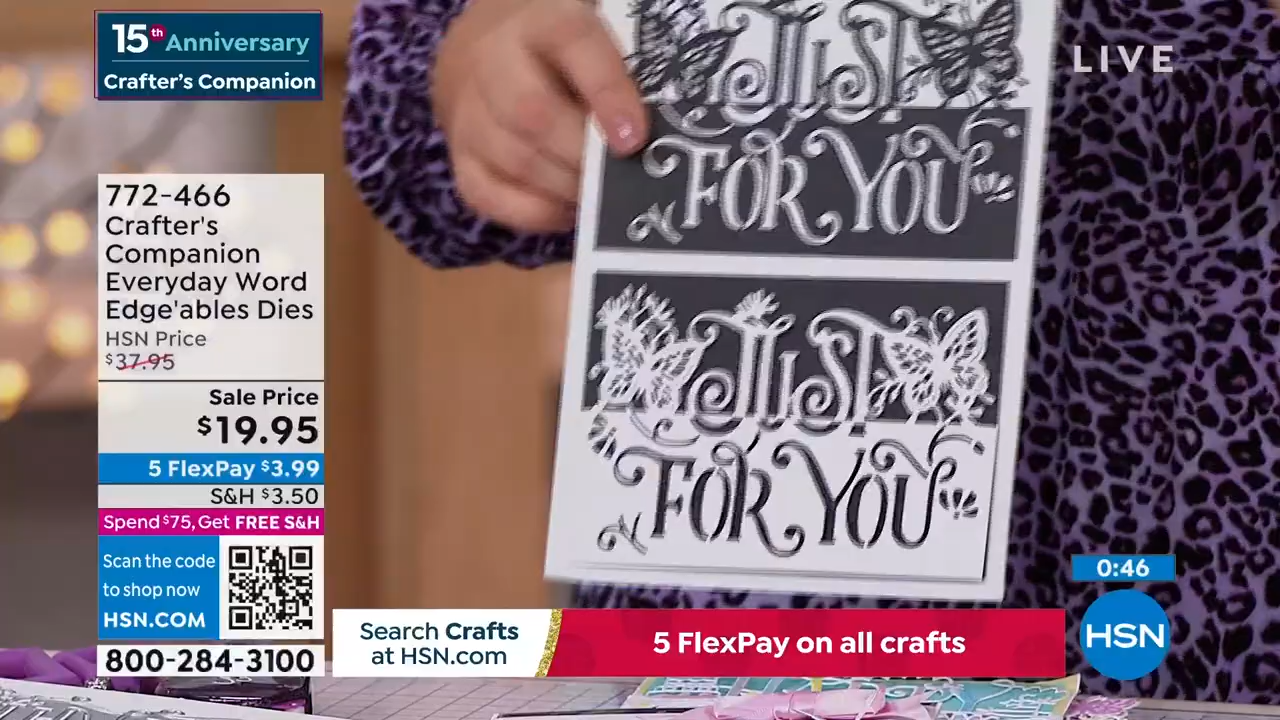 15th Anniversary
Crafter's Companion
LIVE
772-466
Crafter's
Companion
Everyday Word
Edge'ables Dies
HSN Price
$37.95
Sale Price
$19.95
5 FlexPay $3.99
S&H $3.50
Spend $75, Get FREE S&H
Scan the code
to shop now
HSN.COM
800-284-3100
JUST
FOR YOU
JUST
FOR YOU
Search Crafts
at HSN.com
5 FlexPay on all crafts
0:46
HSN